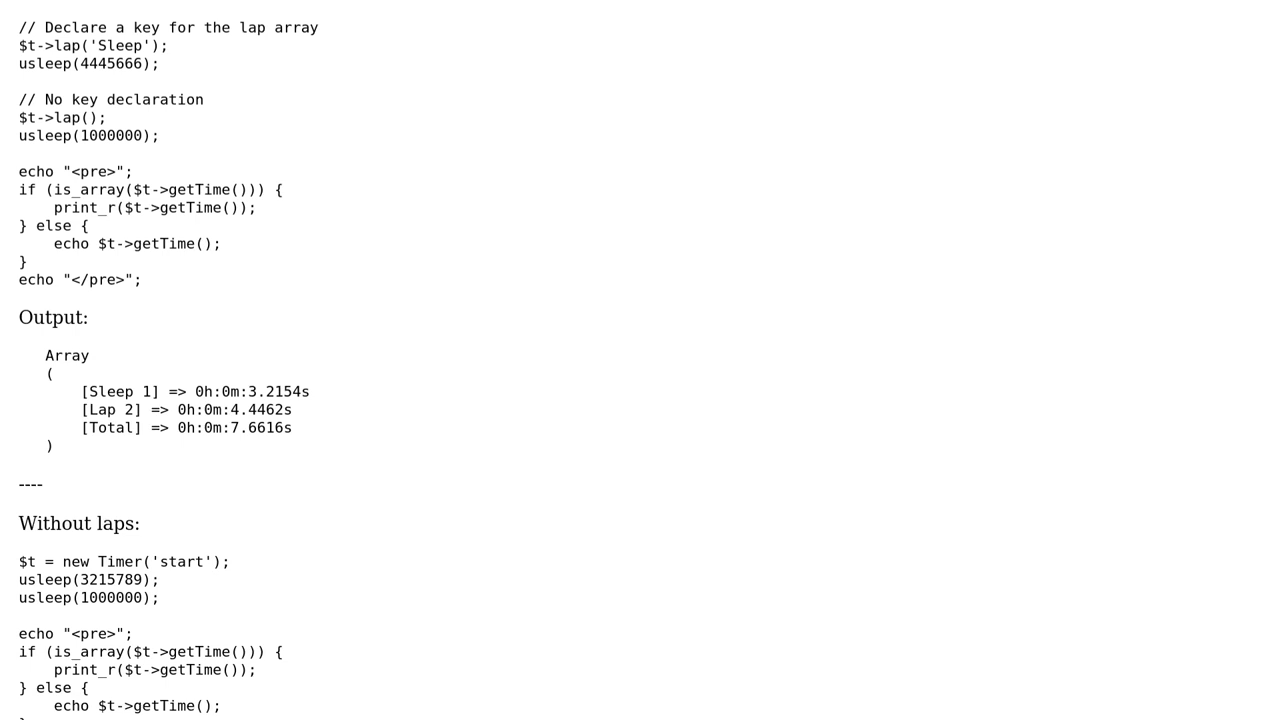 // Declare a key for the lap array
$t->lap('Sleep');
usleep(4445666);

// No key declaration
$t->lap();
usleep(1000000);

echo "<pre>";
if (is_array($t->getTime())) {
    print_r($t->getTime());
} else {
    echo $t->getTime();
}
echo "</pre>";

Output:

   Array
   (
       [Sleep 1] => 0h:0m:3.2154s
       [Lap 2] => 0h:0m:4.4462s
       [Total] => 0h:0m:7.6616s
   )

----

Without laps:

$t = new Timer('start');
usleep(3215789);
usleep(1000000);

echo "<pre>";
if (is_array($t->getTime())) {
    print_r($t->getTime());
} else {
    echo $t->getTime();